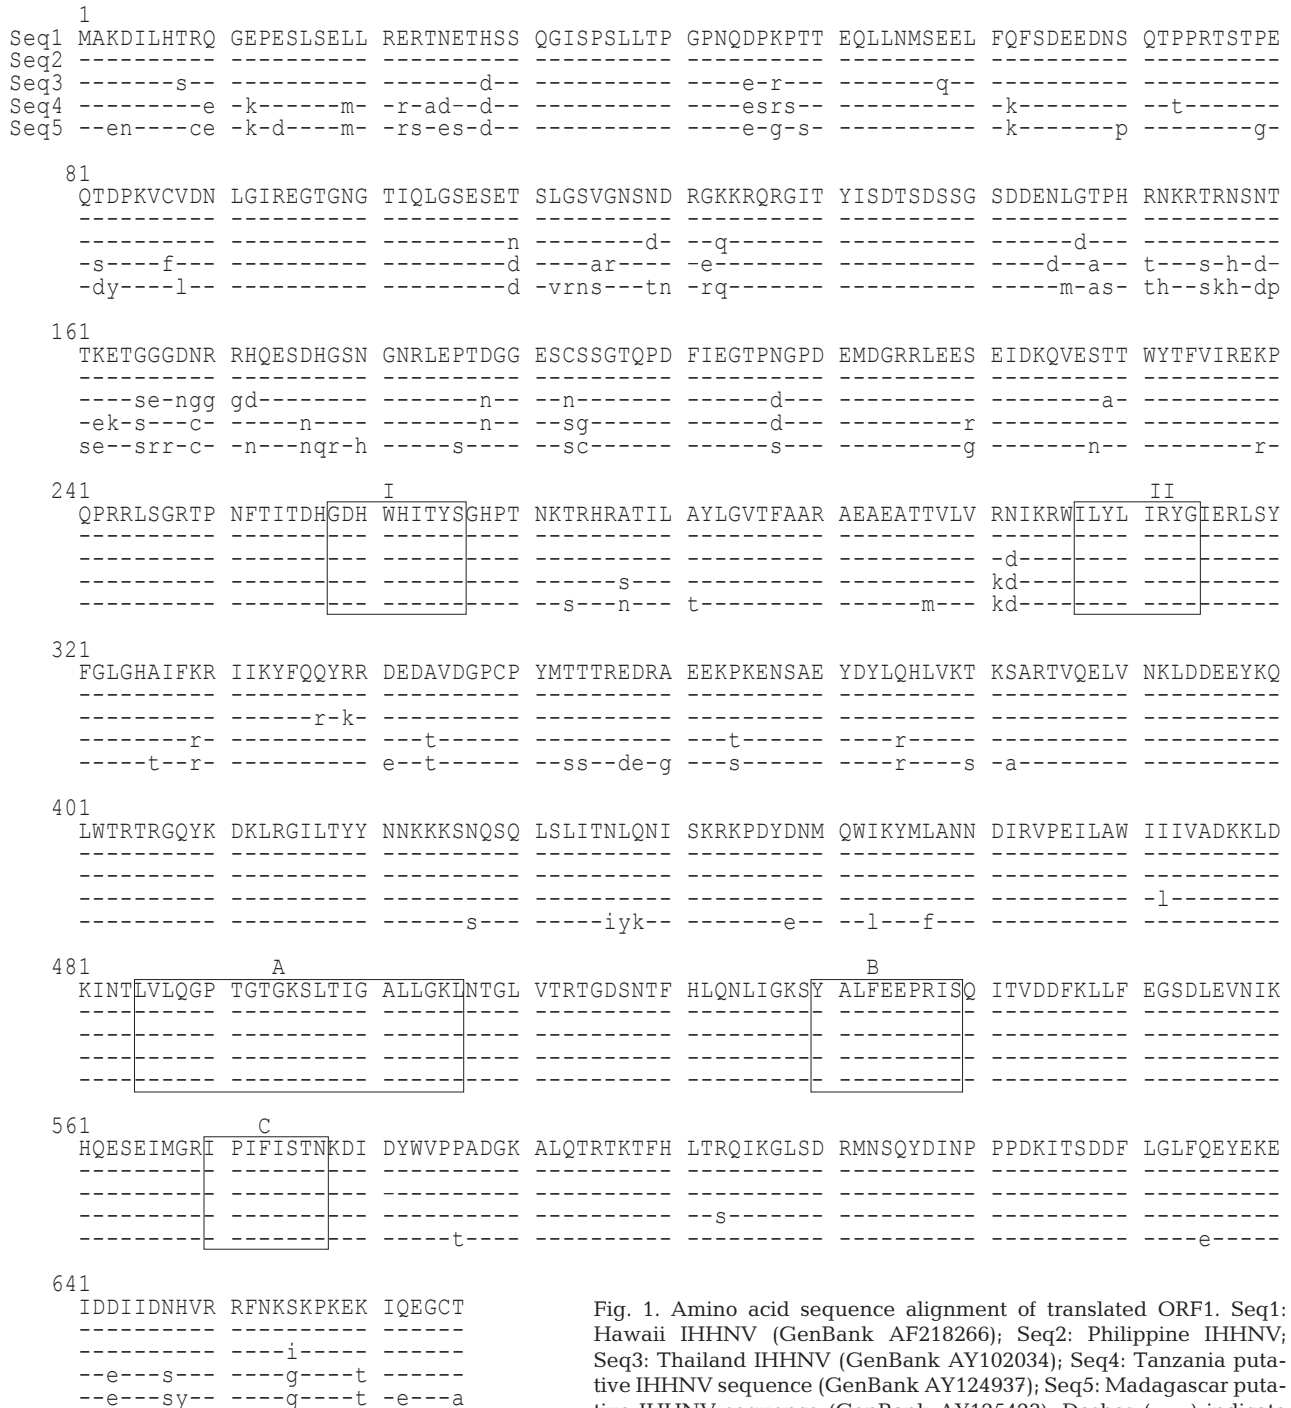 1
Seq1 MAKDILHTRQ GEPESLSELL RERTNETHSS QGISPSLLTP GPNQDPKPTT EQLLNMSEEL FQFSDEEDNS QTPPRTSTPE
Seq2 ---------- ---------- ---------- ---------- ---------- ---------- ---------- ----------
Seq3 -------s-- ---------- -------d-- ---------- ---e-r---- ------q--- ---------- ----------
Seq4 ---------e -k------m- -r-ad--d-- ---------- ---esrs--- ---------- -k-------- --t-------
Seq5 --en----ce -k-d----m- -rs-es-d-- ---------- ---e-g-s-- ---------- -k-------p --------g-
81
QTDPKVCVDN LGIREGTGNG TIQLGSESET SLGSVGNSND RGKKRQRGIT YISDTSDSSG SDDENLGTPH RNKRTRNSNT
---------- ---------- ---------- ---------- ---------- ---------- ---------- ----------
---------- ---------- ---------n --------d- --q------- ---------- ------d--- ----------
-s----f--- ---------- ---------d ----ar---- -e-------- ---------- ----d--a-- t---s-h-d-
-dy----l-- ---------- ---------d -vrns---tn -rq------- ---------- -----m-as- th--skh-dp
161
TKETGGGDNR RHQESDHGSN GNRLEPTDGG ESCSSGTQPD FIEGTPNGPD EMDGRRLEES EIDKQVESTT WYTFVIREKP
---------- ---------- ---------- ---------- ---------- ---------- ---------- ----------
----se-ngg gd-------- -------n-- --n------- ------d--- ---------- -------a-- ----------
-ek-s---c- -----n---- -------n-- --sg------ ------d--- ---------r ---------- ----------
se--srr-c- -n---nqr-h -----s---- --sc------ ------s--- ---------g ------n--- --------r-
241 I II
QPRRLSGRTP NFTITDHGDH WHITYSGHPT NKTRHRATIL AYLGVTFAAR AEAEATTVLV RNIKRWILYL IRYGIERLSY
---------- ---------- ---------- ---------- ---------- ---------- ---------- ----------
---------- ---------- ---------- ---------- ---------- ---------- -d-------- ----------
---------- ---------- ---------- ------s--- ---------- ---------- kd-------- ----------
---------- ---------- ---------- --s---n--- t--------- ------m--- kd-------- ----------
321
FGLGHAIFKR IIKYFQQYRR DEDAVDGPCP YMTTTREDRA EEKPKENSAE YDYLQHLVKT KSARTVQELV NKLDDEEYKQ
---------- ---------- ---------- ---------- ---------- ---------- ---------- ----------
---------- ------r-k- ---------- ---------- ---------- ---------- ---------- ----------
--------r- ---------- ---t------ ---------- ---t------ ----r----- ---------- ----------
-----t--r- ---------- e--t------ --ss--de-g ---s------ ----r----s -a-------- ----------
401
LWTRTRGQYK DKLRGILTYY NNKKKSNQSQ LSLITNLQNI SKRKPDYDNM QWIKYMLANN DIRVPEILAW IIIVADKKLD
---------- ---------- ---------- ---------- ---------- ---------- ---------- ----------
---------- ---------- ---------- ---------- ---------- ---------- ---------- ----------
---------- ---------- ---------- ---------- ---------- ---------- ---------- -l--------
---------- ---------- ------s--- -----iyk-- -------e-- --l---f--- ---------- ----------
481 A B
KINTLVLQGP TGTGKSLTIG ALLGKLNTGL VTRTGDSNTF HLQNLIGKSY ALFEEPRISQ ITVDDFKLLF EGSDLEVNIK
---------- ---------- ---------- ---------- ---------- ---------- ---------- ----------
---------- ---------- ---------- ---------- ---------- ---------- ---------- ----------
---------- ---------- ---------- ---------- ---------- ---------- ---------- ----------
---------- ---------- ---------- ---------- ---------- ---------- ---------- ----------
561 C
HQESEIMGRI PIFISTNKDI DYWVPPADGK ALQTRTKTFH LTRQIKGLSD RMNSQYDINP PPDKITSDDF LGLFQEYEKE
---------- ---------- ---------- ---------- ---------- ---------- ---------- ----------
---------- ---------- ---------- ---------- ---------- ---------- ---------- ----------
---------- ---------- ---------- ---------- --s------- ---------- ---------- ----------
---------- ---------- -----t---- ---------- ---------- ---------- ---------- ----e-----
641
IDDIIDNHVR RFNKSKPKEK IQEGCT
---------- ---------- ------
---------- ----i----- ------
--e---s--- ----g----t ------
--e---sy-- ----g----t -e---a
Fig. 1. Amino acid sequence alignment of translated ORF1. Seq1:
Hawaii IHHNV (GenBank AF218266); Seq2: Philippine IHHNV;
Seq3: Thailand IHHNV (GenBank AY102034); Seq4: Tanzania puta-
tive IHHNV sequence (GenBank AY124937); Seq5: Madagascar puta-
tive IHHNV sequence (GenBank AY125423). Dashes (– – –) indicate